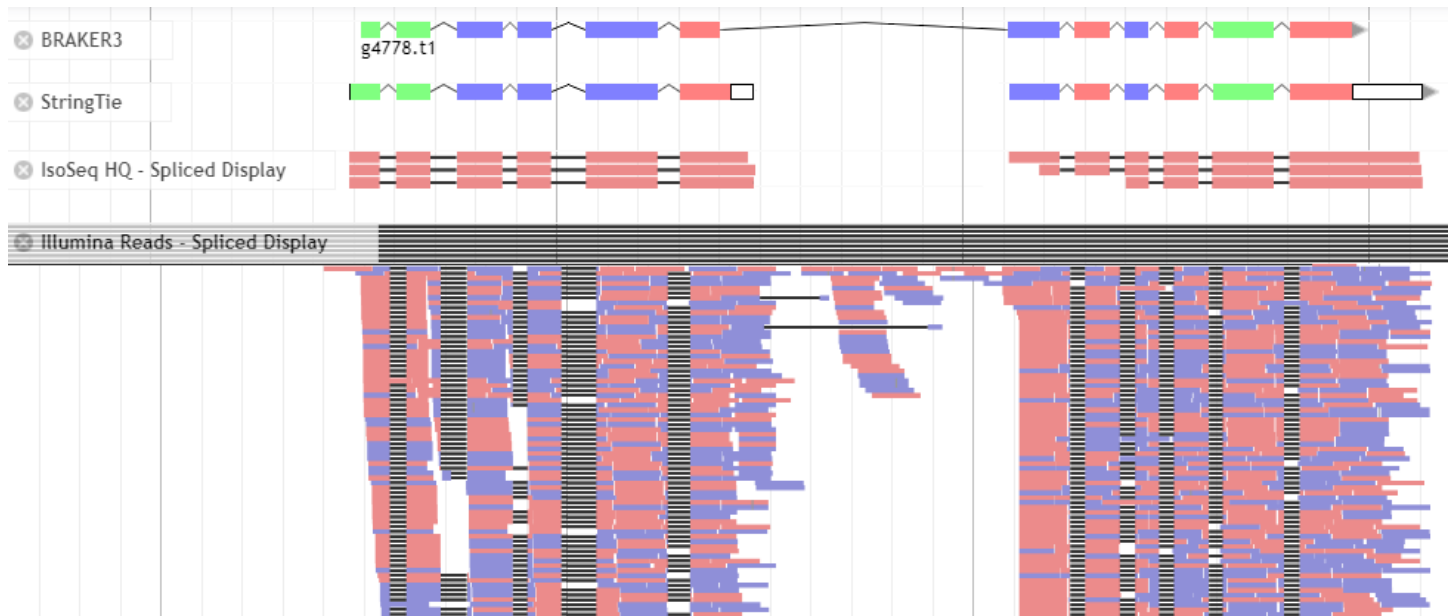 BRAKER3
g4778.t1
StringTie
IsoSeq HQ - Spliced Display
Illumina Reads - Spliced Display